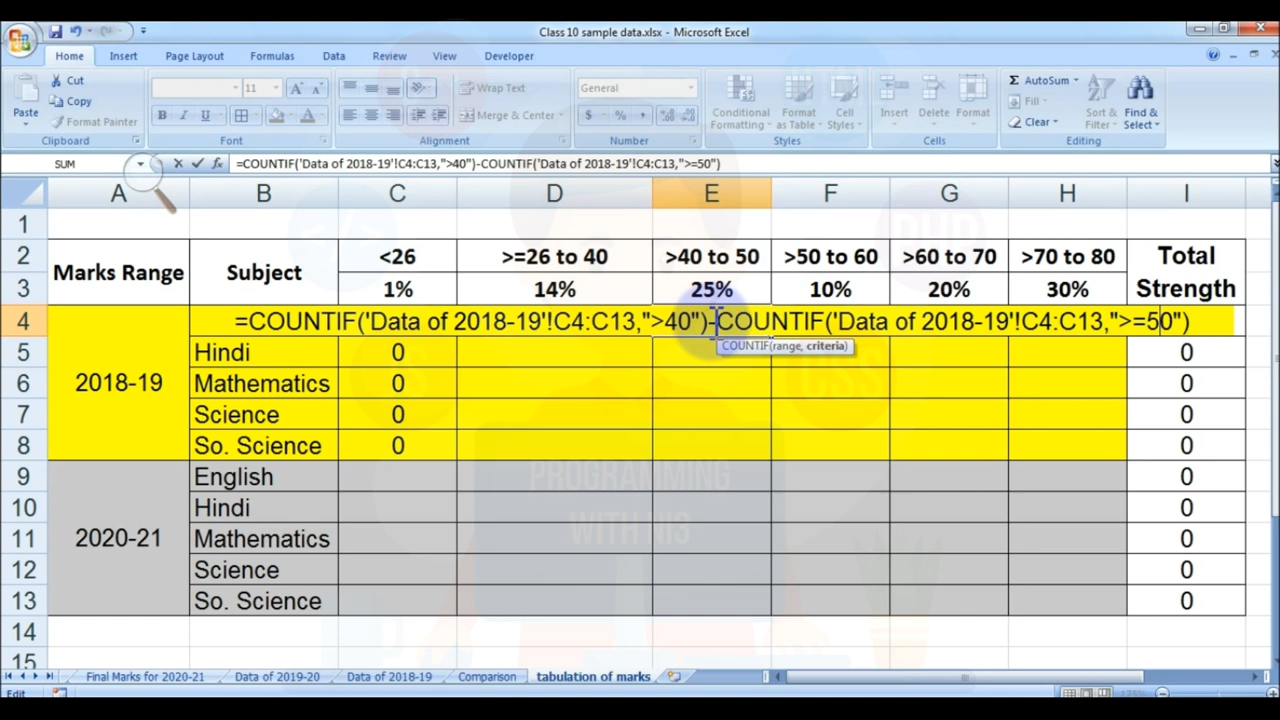 Class 10 sample data.xlsx - Microsoft Excel
Home Insert Page Layout Formulas Data Review View Developer
Cut
Copy
Format Painter
Paste
Clipboard
11 A A
B I U A
Font
Wrap Text
Merge & Center
Alignment
General
$ % ,
Number
Conditional Formatting
Format as Table
Cell Styles
Styles
Insert Delete Format
Cells
Σ AutoSum
Fill
Clear
Sort & Filter
Find & Select
Editing
SUM fx =COUNTIF('Data of 2018-19'!C4:C13,">40")-COUNTIF('Data of 2018-19'!C4:C13,">=50")
A B C D E F G H I
1
2 Marks Range Subject <26 >=26 to 40 >40 to 50 >50 to 60 >60 to 70 >70 to 80 Total
3 1% 14% 25% 10% 20% 30% Strength
4 =COUNTIF('Data of 2018-19'!C4:C13,">40")-COUNTIF('Data of 2018-19'!C4:C13,">=50")
COUNTIF(range, criteria)
5 Hindi 0 0
6 2018-19 Mathematics 0 0
7 Science 0 0
8 So. Science 0 0
9 English 0
10 Hindi 0
11 2020-21 Mathematics 0
12 Science 0
13 So. Science 0
14
15
PHP
CSS
</>
PROGRAMMING
WITH NI3
Final Marks for 2020-21 Data of 2019-20 Data of 2018-19 Comparison tabulation of marks
Edit 175%